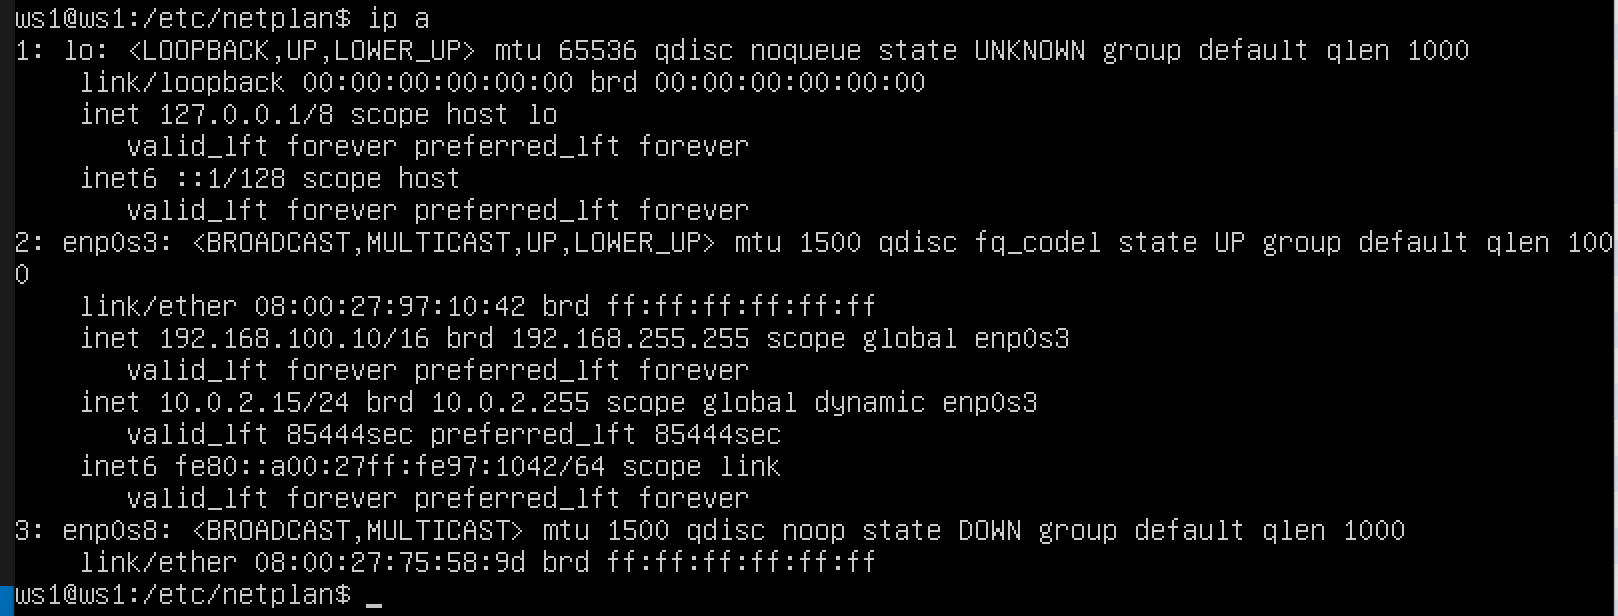 ws1@ws1:/etc/netplan$ ip a
1: lo: <LOOPBACK,UP,LOWER_UP> mtu 65536 qdisc noqueue state UNKNOWN group default qlen 1000
    link/loopback 00:00:00:00:00:00 brd 00:00:00:00:00:00
    inet 127.0.0.1/8 scope host lo
       valid_lft forever preferred_lft forever
    inet6 ::1/128 scope host
       valid_lft forever preferred_lft forever
2: enp0s3: <BROADCAST,MULTICAST,UP,LOWER_UP> mtu 1500 qdisc fq_codel state UP group default qlen 100
0
    link/ether 08:00:27:97:10:42 brd ff:ff:ff:ff:ff:ff
    inet 192.168.100.10/16 brd 192.168.255.255 scope global enp0s3
       valid_lft forever preferred_lft forever
    inet 10.0.2.15/24 brd 10.0.2.255 scope global dynamic enp0s3
       valid_lft 85444sec preferred_lft 85444sec
    inet6 fe80::a00:27ff:fe97:1042/64 scope link
       valid_lft forever preferred_lft forever
3: enp0s8: <BROADCAST,MULTICAST> mtu 1500 qdisc noop state DOWN group default qlen 1000
    link/ether 08:00:27:75:58:9d brd ff:ff:ff:ff:ff:ff
ws1@ws1:/etc/netplan$ _